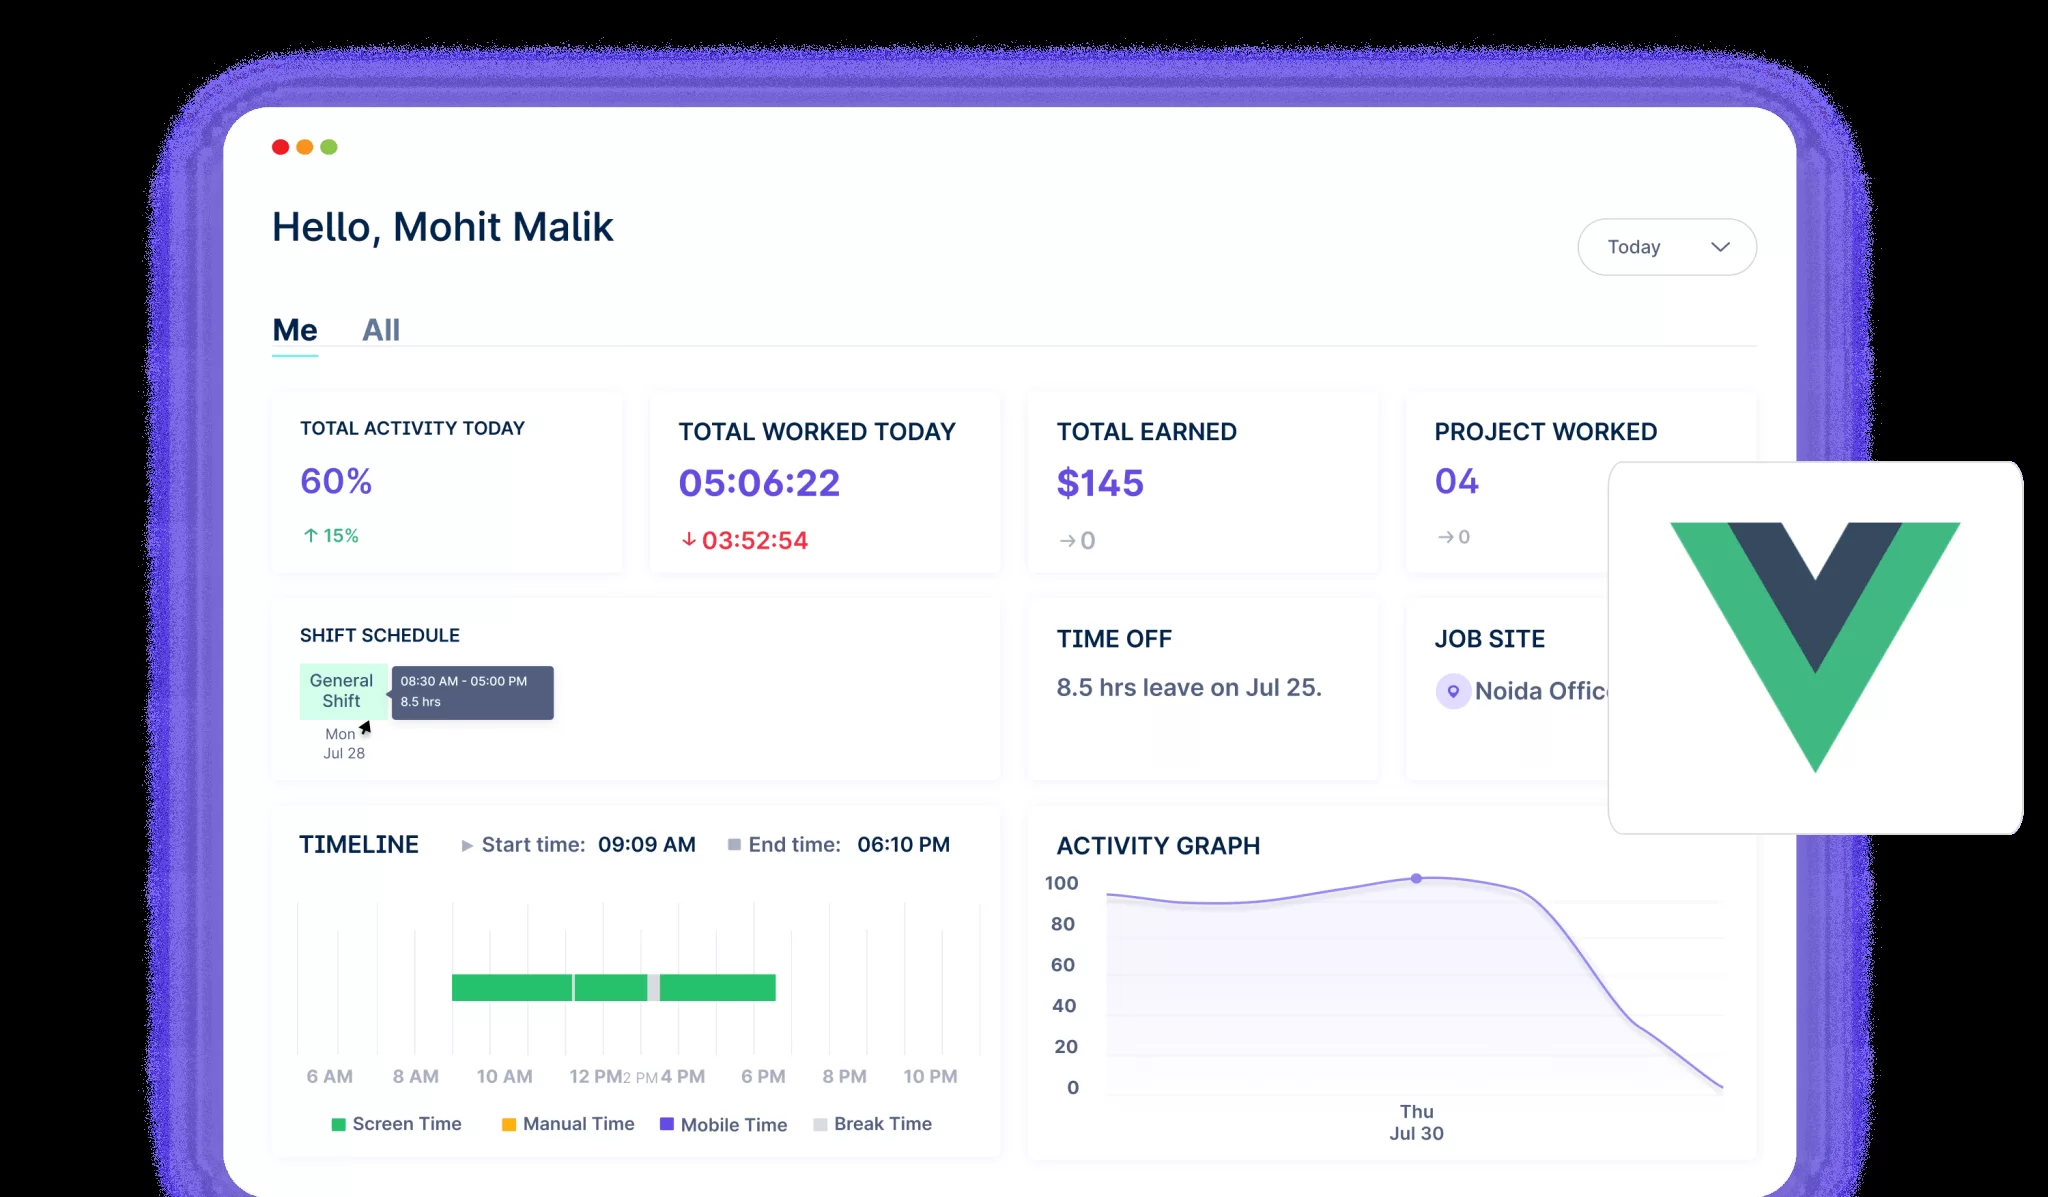 Hello, Mohit Malik
Today
Me
All
TOTAL ACTIVITY TODAY
60%
↑ 15%
TOTAL WORKED TODAY
05:06:22
↓ 03:52:54
TOTAL EARNED
$145
→ 0
PROJECT WORKED
04
→ 0
SHIFT SCHEDULE
General
Shift
08:30 AM - 05:00 PM
8.5 hrs
Mon
Jul 28
TIME OFF
8.5 hrs leave on Jul 25.
JOB SITE
Noida Offic
TIMELINE
Start time: 09:09 AM
End time: 06:10 PM
6 AM 8 AM 10 AM 12 PM 2 PM 4 PM 6 PM 8 PM 10 PM
Screen Time
Manual Time
Mobile Time
Break Time
ACTIVITY GRAPH
100
80
60
40
20
0
Thu
Jul 30